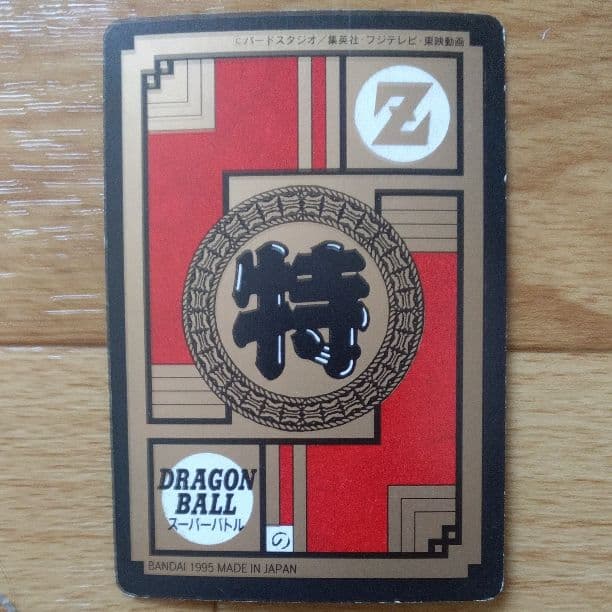 ©バードスタジオ／集英社・フジテレビ・東映動画
Z
特
DRAGON
BALL
スーパーバトル
の
BANDAI 1995 MADE IN JAPAN